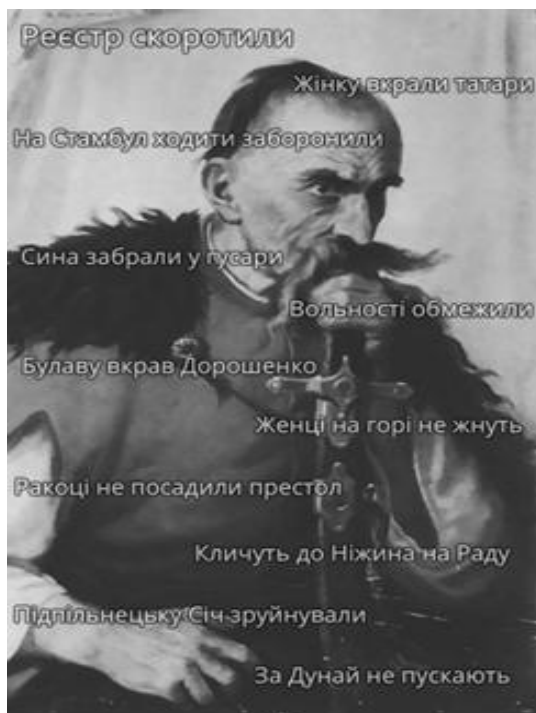 Реєстр скоротили
Жінку вкрали татари
На Стамбул ходити заборонили
Сина забрали у гусари
Вольності обмежили
Булаву вкрав Дорошенко
Женці на горі не жнуть
Ракоці не посадили престол
Кличуть до Ніжина на Раду
Підпільнецьку Січ зруйнували
За Дунай не пускають